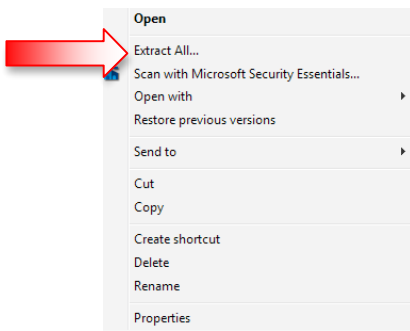 Open
Extract All...
Scan with Microsoft Security Essentials...
Open with
Restore previous versions
Send to
Cut
Copy
Create shortcut
Delete
Rename
Properties